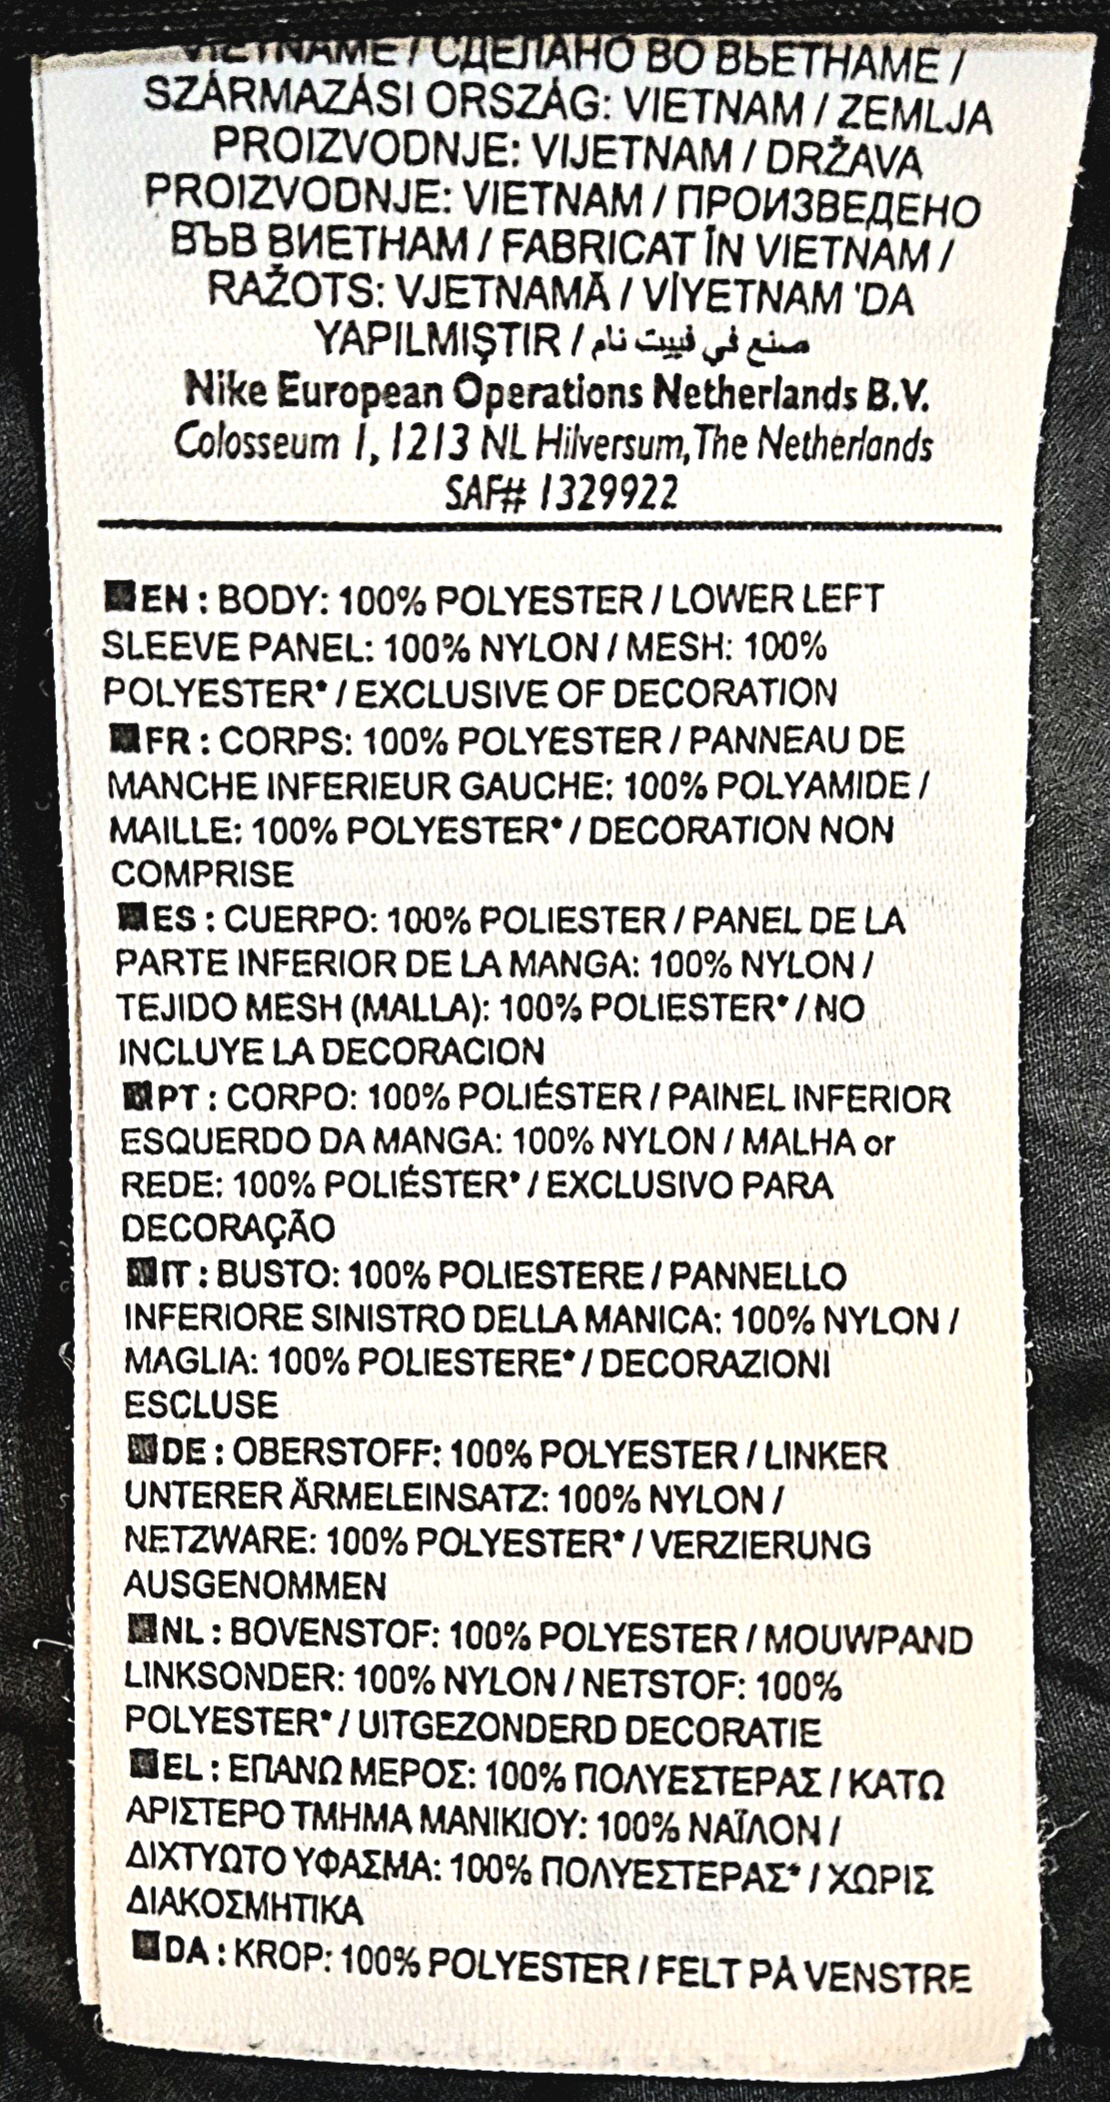 VIETNAME / СДЕЛАНО ВО ВЬЕТНАМЕ /
SZÁRMAZÁSI ORSZÁG: VIETNAM / ZEMLJA
PROIZVODNJE: VIJETNAM / DRŽAVA
PROIZVODNJE: VIETNAM / ПРОИЗВЕДЕНО
ВЪВ ВИЕТНАМ / FABRICAT ÎN VIETNAM /
RAŽOTS: VJETNAMĀ / VİYETNAM 'DA
YAPILMIŞTIR / صنع في فييت نام
Nike European Operations Netherlands B.V.
Colosseum 1, 1213 NL Hilversum, The Netherlands
SAF# 1329922
EN : BODY: 100% POLYESTER / LOWER LEFT
SLEEVE PANEL: 100% NYLON / MESH: 100%
POLYESTER* / EXCLUSIVE OF DECORATION
FR : CORPS: 100% POLYESTER / PANNEAU DE
MANCHE INFERIEUR GAUCHE: 100% POLYAMIDE /
MAILLE: 100% POLYESTER* / DECORATION NON
COMPRISE
ES : CUERPO: 100% POLIESTER / PANEL DE LA
PARTE INFERIOR DE LA MANGA: 100% NYLON /
TEJIDO MESH (MALLA): 100% POLIESTER* / NO
INCLUYE LA DECORACION
PT : CORPO: 100% POLIÉSTER / PAINEL INFERIOR
ESQUERDO DA MANGA: 100% NYLON / MALHA or
REDE: 100% POLIÉSTER* / EXCLUSIVO PARA
DECORAÇÃO
IT : BUSTO: 100% POLIESTERE / PANNELLO
INFERIORE SINISTRO DELLA MANICA: 100% NYLON /
MAGLIA: 100% POLIESTERE* / DECORAZIONI
ESCLUSE
DE : OBERSTOFF: 100% POLYESTER / LINKER
UNTERER ÄRMELEINSATZ: 100% NYLON /
NETZWARE: 100% POLYESTER* / VERZIERUNG
AUSGENOMMEN
NL : BOVENSTOF: 100% POLYESTER / MOUWPAND
LINKSONDER: 100% NYLON / NETSTOF: 100%
POLYESTER* / UITGEZONDERD DECORATIE
EL : ΕΠΑΝΩ ΜΕΡΟΣ: 100% ΠΟΛΥΕΣΤΕΡΑΣ / ΚΑΤΩ
ΑΡΙΣΤΕΡΟ ΤΜΗΜΑ ΜΑΝΙΚΙΟΥ: 100% ΝΑΪΛΟΝ /
ΔΙΧΤΥΩΤΟ ΥΦΑΣΜΑ: 100% ΠΟΛΥΕΣΤΕΡΑΣ* / ΧΩΡΙΣ
ΔΙΑΚΟΣΜΗΤΙΚΑ
DA : KROP: 100% POLYESTER / FELT PÅ VENSTRE